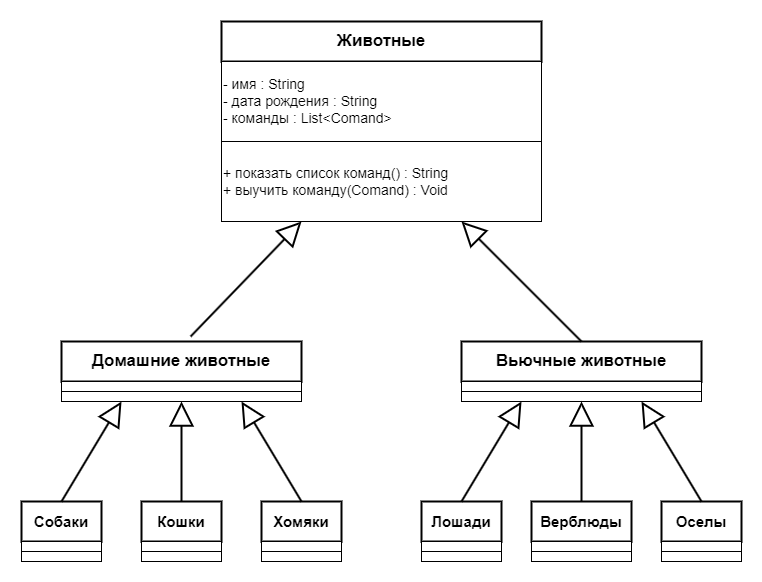 Животные
- имя : String
- дата рождения : String
- команды : List<Comand>
+ показать список команд() : String
+ выучить команду(Comand) : Void
Домашние животные
Вьючные животные
Собаки
Кошки
Хомяки
Лошади
Верблюды
Оселы